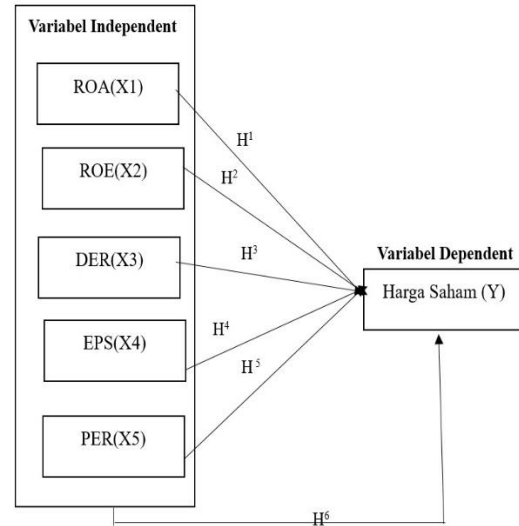 Variabel Independent
ROA(X1)
H¹
ROE(X2)
H²
DER(X3)
H³
Variabel Dependent
Harga Saham (Y)
EPS(X4)
H⁴
H⁵
PER(X5)
H⁶